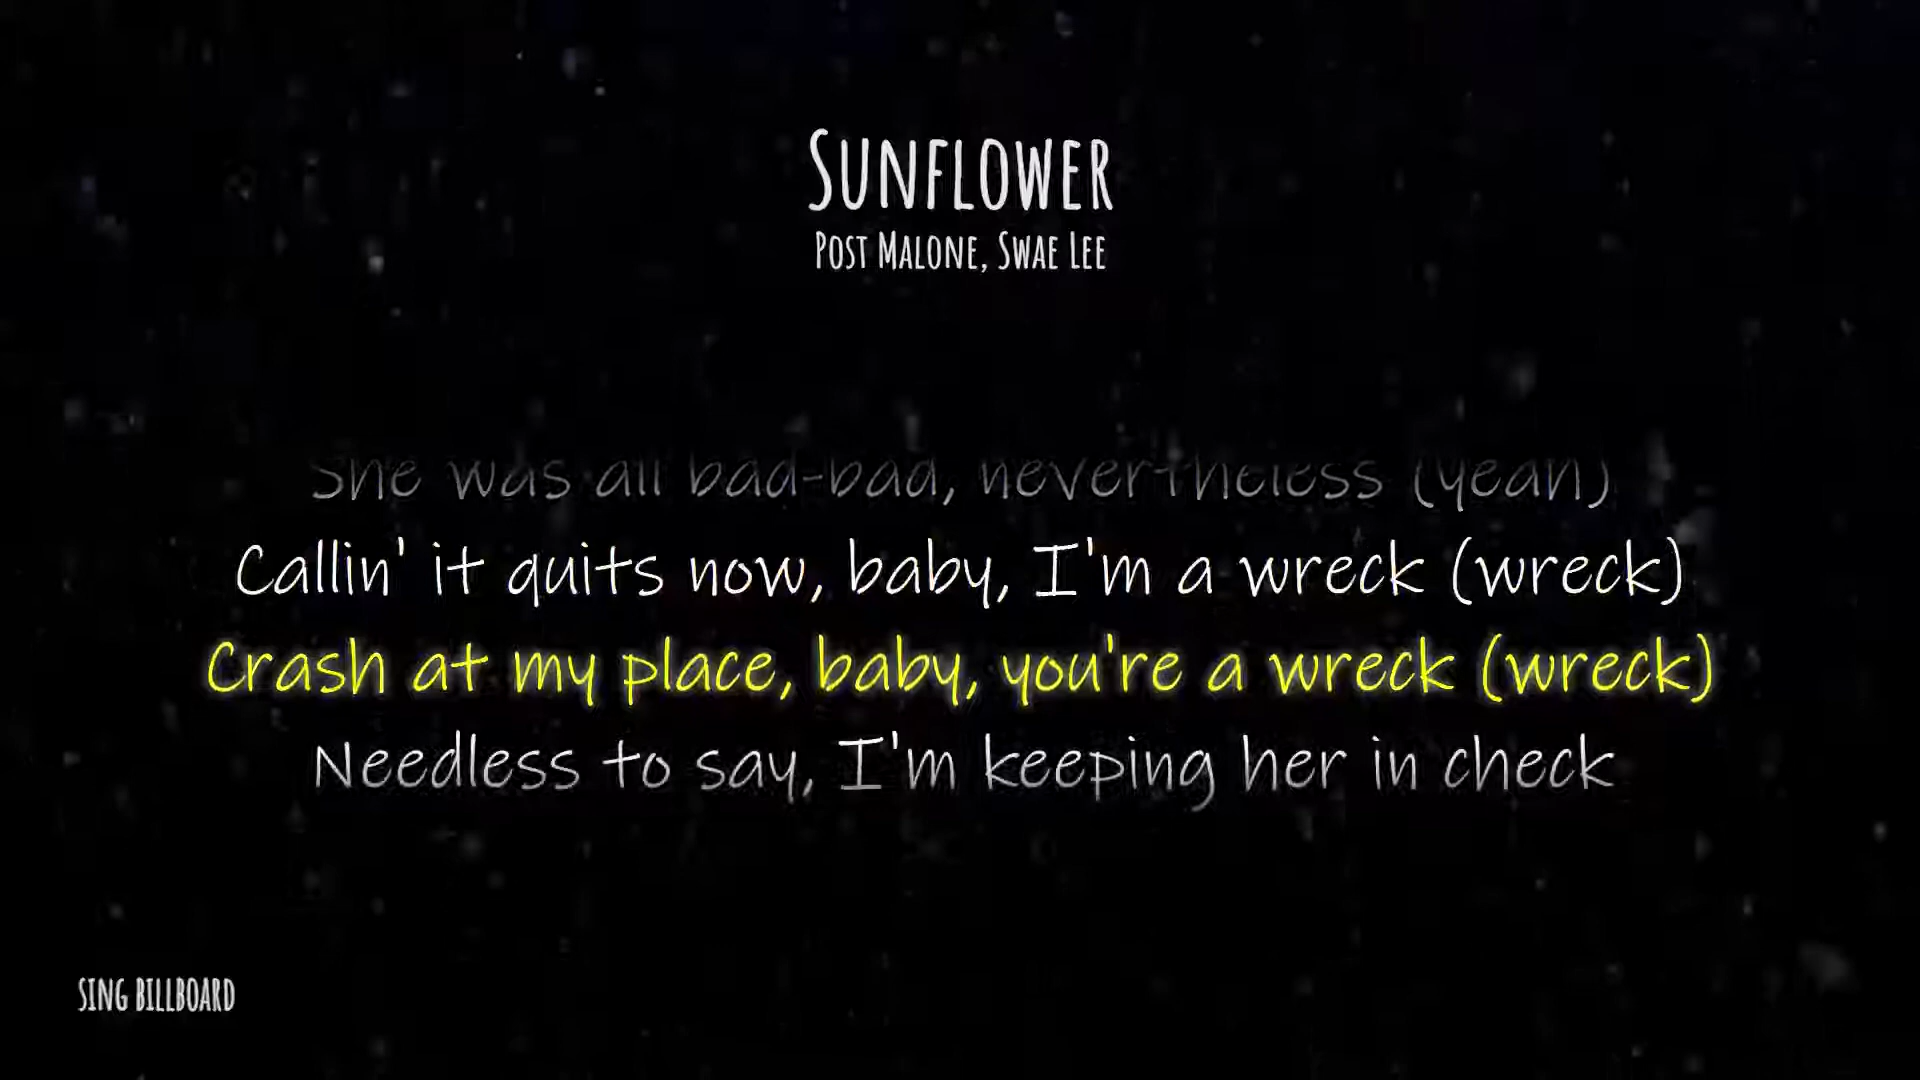 Sunflower
Post Malone, Swae Lee
She was all bad-bad, nevertheless (yeah)
Callin' it quits now, baby, I'm a wreck (wreck)
Crash at my place, baby, you're a wreck (wreck)
Needless to say, I'm keeping her in check
SING BILLBOARD